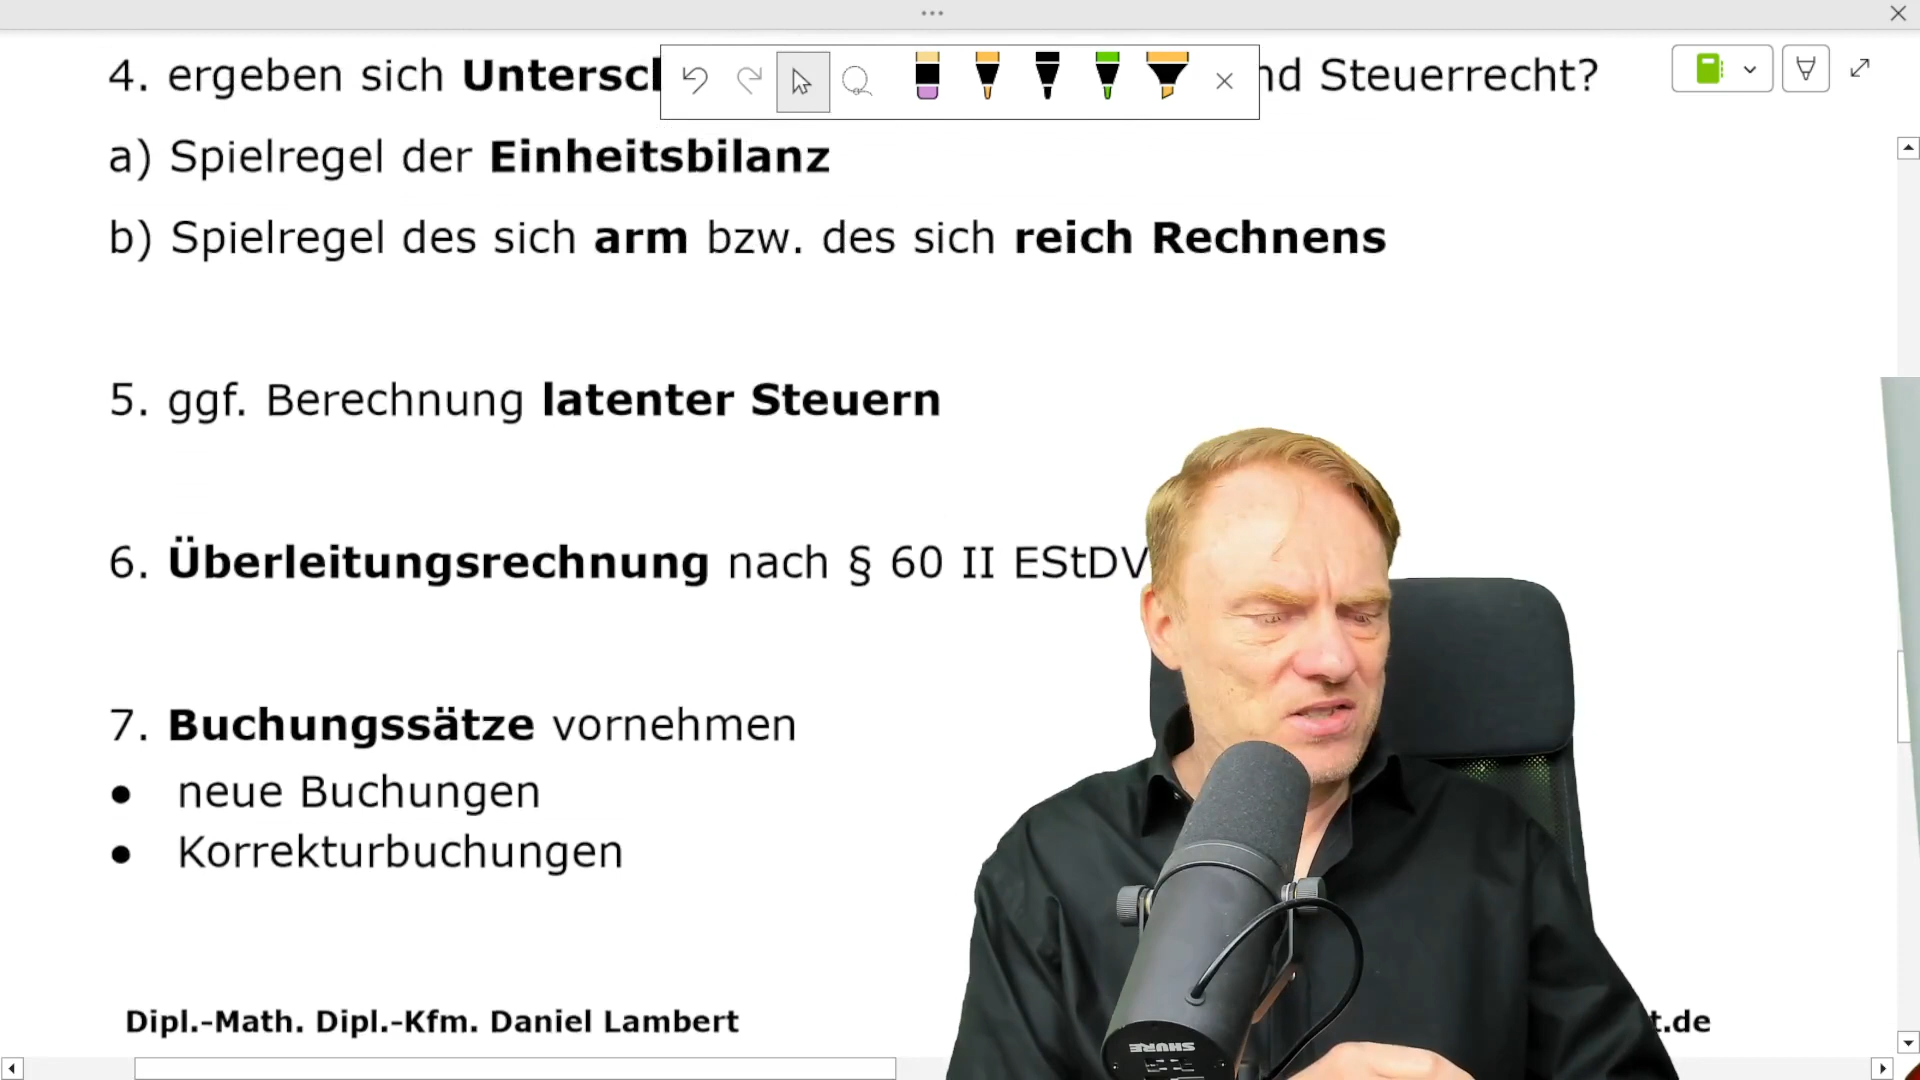 4. ergeben sich Untersc nd Steuerrecht?
a) Spielregel der Einheitsbilanz
b) Spielregel des sich arm bzw. des sich reich Rechnens
5. ggf. Berechnung latenter Steuern
6. Überleitungsrechnung nach § 60 II EStDV
7. Buchungssätze vornehmen
● neue Buchungen
● Korrekturbuchungen
Dipl.-Math. Dipl.-Kfm. Daniel Lambert t.de
SHURE